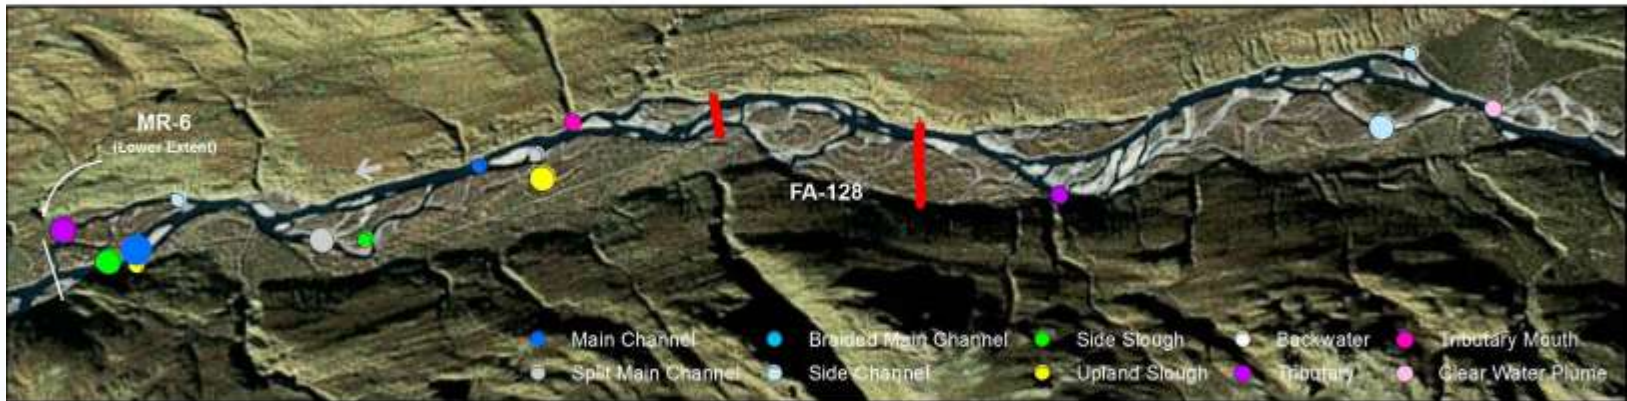 MR-6
(Lower Extent)
FA-128
Main Channel
Braided Main Channel
Side Slough
Backwater
Tributary Mouth
Split Main Channel
Side Channel
Upland Slough
Tributary
Clear Water Plume